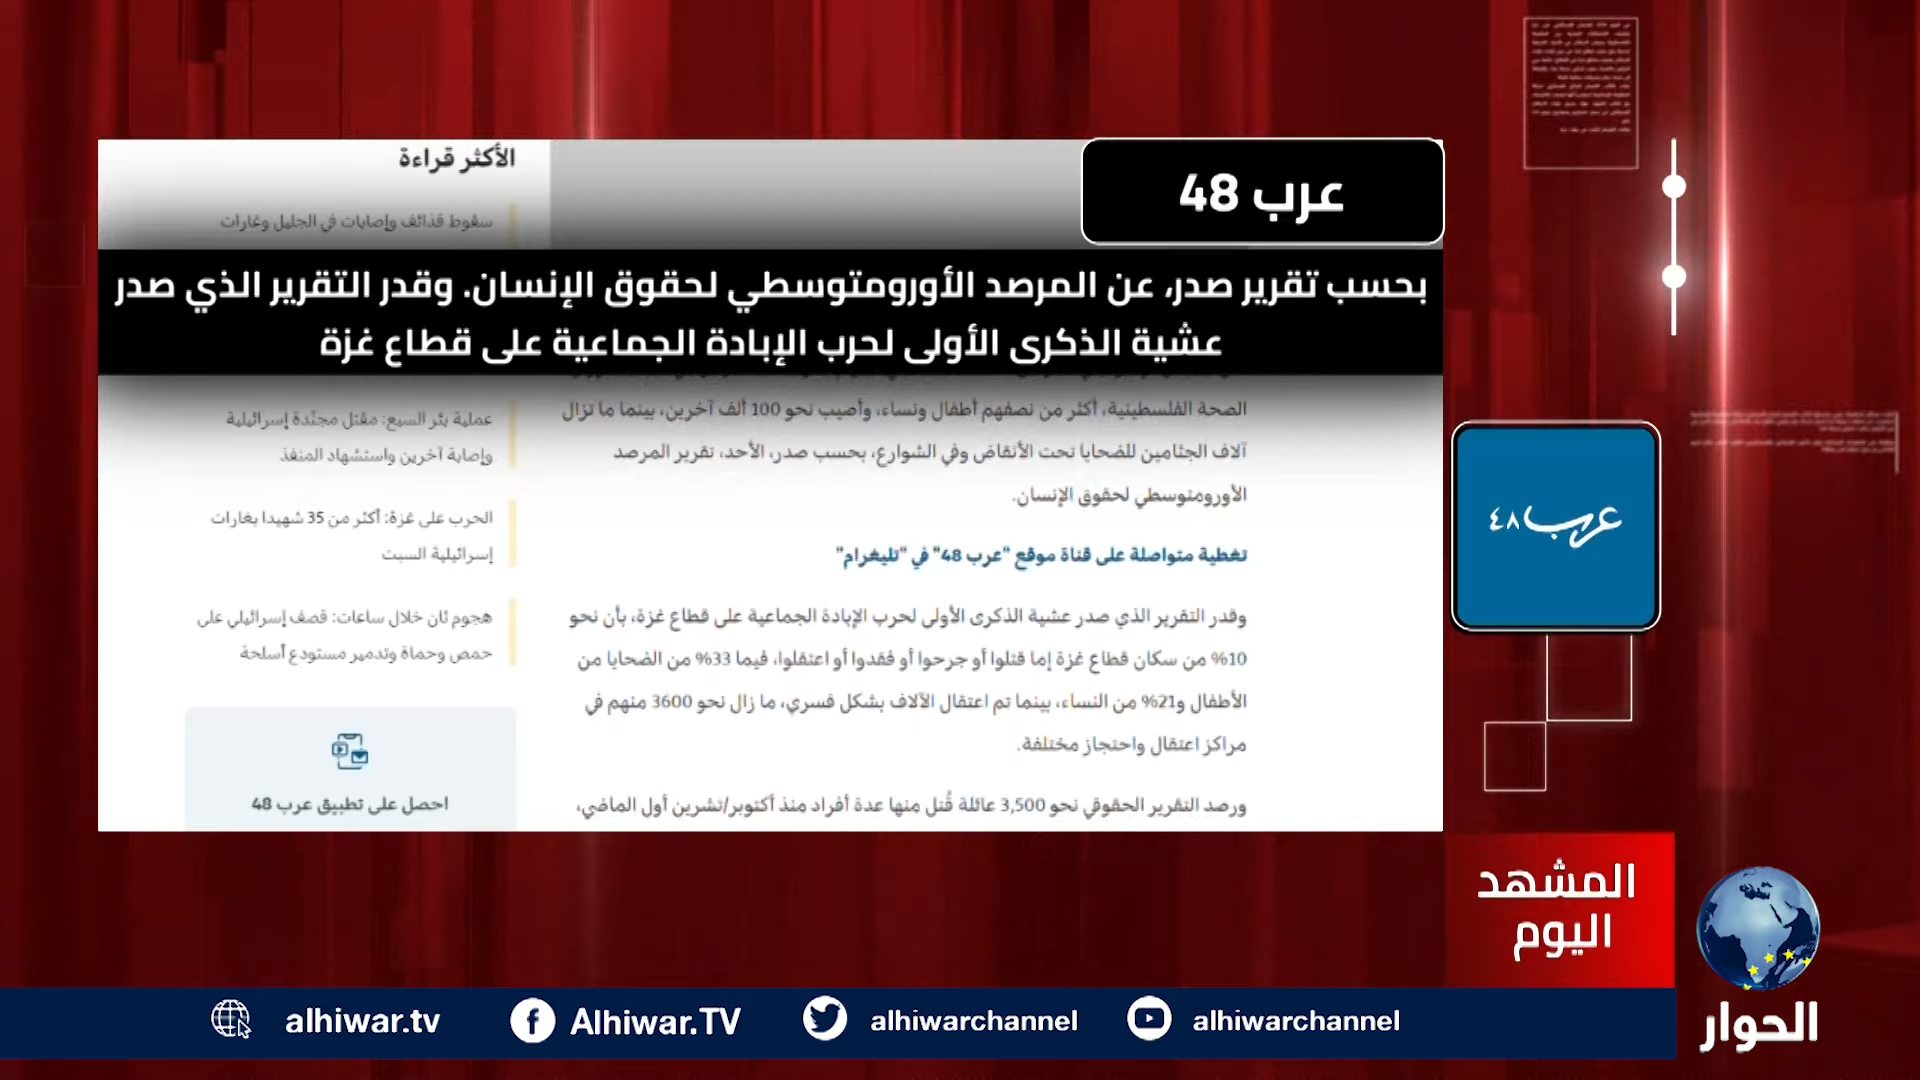 عرب 48
بحسب تقرير صدر، عن المرصد الأورومتوسطي لحقوق الإنسان. وقدر التقرير الذي صدر
عشية الذكرى الأولى لحرب الإبادة الجماعية على قطاع غزة
الصحة الفلسطينية، أكثر من نصفهم أطفال ونساء، وأصيب نحو 100 ألف آخرين، بينما ما تزال
آلاف الجثامين للضحايا تحت الأنقاض وفي الشوارع، بحسب صدر، الأحد، تقرير المرصد
الأورومتوسطي لحقوق الإنسان.
تغطية متواصلة على قناة موقع "عرب 48" في "تليغرام"
وقدر التقرير الذي صدر عشية الذكرى الأولى لحرب الإبادة الجماعية على قطاع غزة، بأن نحو
10% من سكان قطاع غزة إما قتلوا أو جرحوا أو فقدوا أو اعتقلوا، فيما 33% من الضحايا من
الأطفال و21% من النساء، بينما تم اعتقال الآلاف بشكل قسري، ما زال نحو 3600 منهم في
مراكز اعتقال واحتجاز مختلفة.
ورصد التقرير الحقوقي نحو 3,500 عائلة قُتل منها عدة أفراد منذ أكتوبر/تشرين أول الماضي،
الأكثر قراءة
سقوط قذائف وإصابات في الجليل وغارات
عملية بئر السبع: مقتل مجنّدة إسرائيلية
وإصابة آخرين واستشهاد المنفذ
الحرب على غزة: أكثر من 35 شهيدا بغارات
إسرائيلية السبت
هجوم ثان خلال ساعات: قصف إسرائيلي على
حمص وحماة وتدمير مستودع أسلحة
احصل على تطبيق عرب 48
عرب ٤٨
المشهد
اليوم
الحوار
alhiwar.tv
Alhiwar.TV
alhiwarchannel
alhiwarchannel